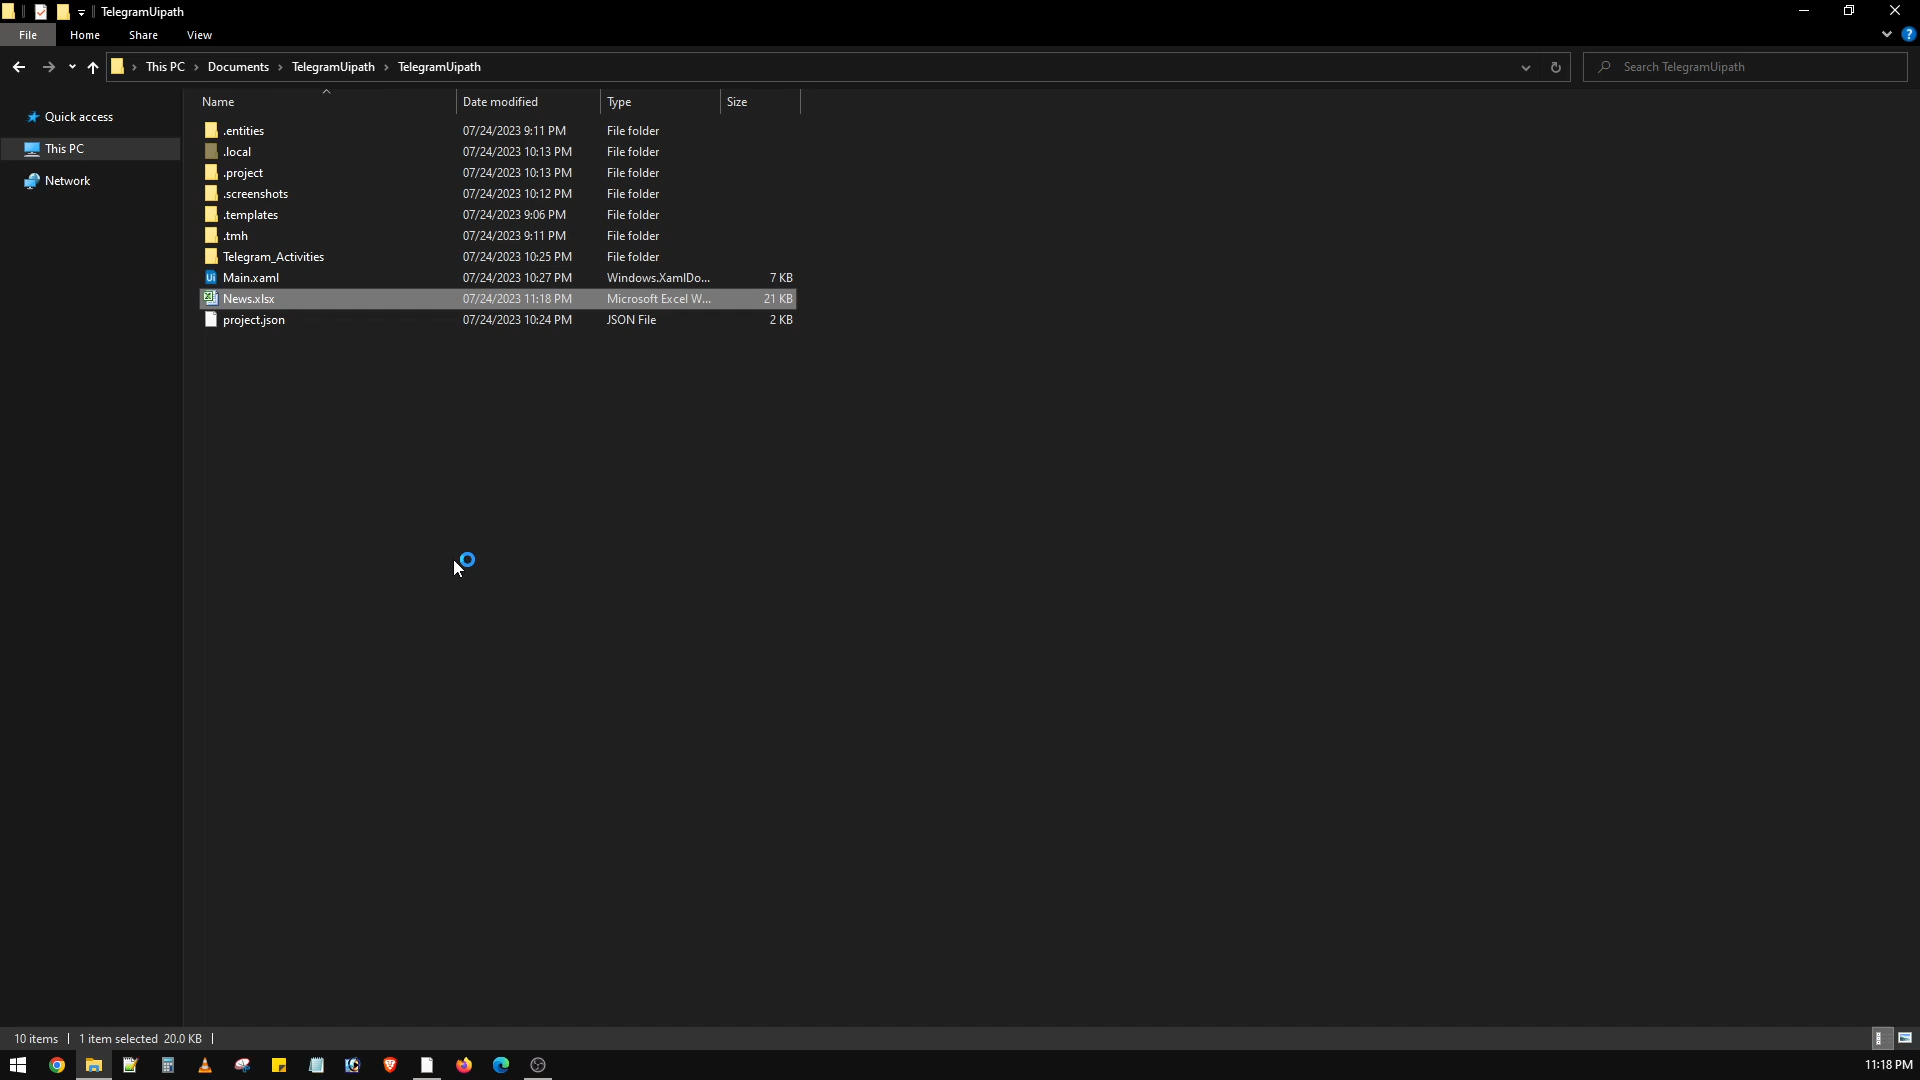 TelegramUipath
File Home Share View
This PC Documents TelegramUipath TelegramUipath
Search TelegramUipath
Name Date modified Type Size
Quick access
This PC
Network
.entities 07/24/2023 9:11 PM File folder
.local 07/24/2023 10:13 PM File folder
.project 07/24/2023 10:13 PM File folder
.screenshots 07/24/2023 10:12 PM File folder
.templates 07/24/2023 9:06 PM File folder
.tmh 07/24/2023 9:11 PM File folder
Telegram_Activities 07/24/2023 10:25 PM File folder
Main.xaml 07/24/2023 10:27 PM Windows.XamlDo... 7 KB
News.xlsx 07/24/2023 11:18 PM Microsoft Excel W... 21 KB
project.json 07/24/2023 10:24 PM JSON File 2 KB
10 items 1 item selected 20.0 KB
11:18 PM